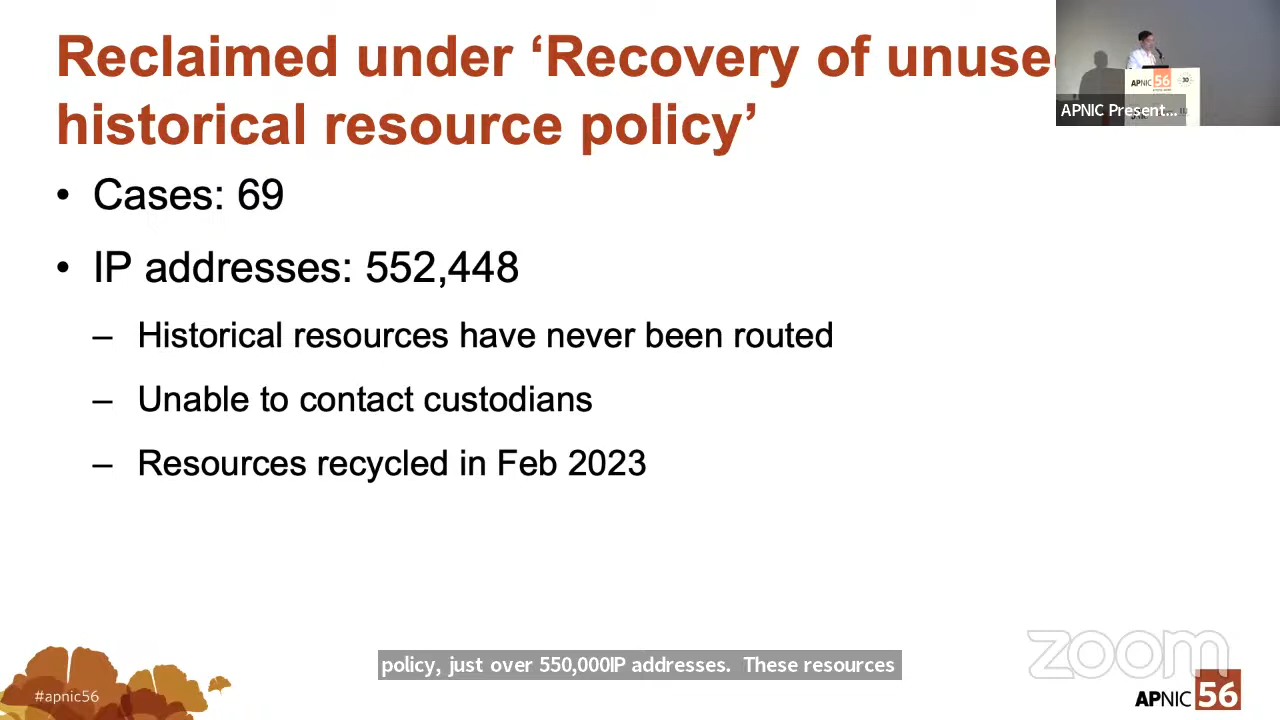 Reclaimed under ‘Recovery of unuse
historical resource policy’
• Cases: 69
• IP addresses: 552,448
– Historical resources have never been routed
– Unable to contact custodians
– Resources recycled in Feb 2023
APNIC 56
APNIC Present...
policy, just over 550,000IP addresses. These resources
#apnic56
zoom
APNIC 56